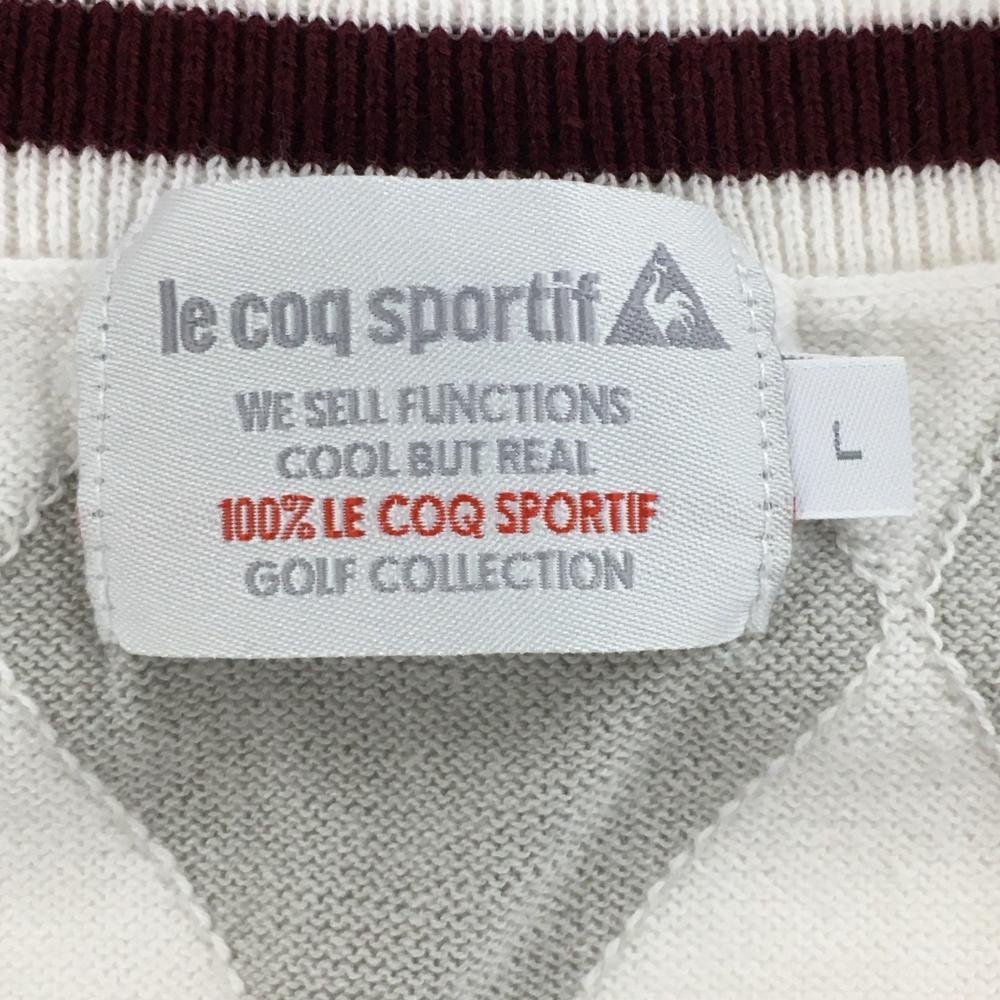 le coq sportif
WE SELL FUNCTIONS
COOL BUT REAL
100% LE COQ SPORTIF
GOLF COLLECTION
L